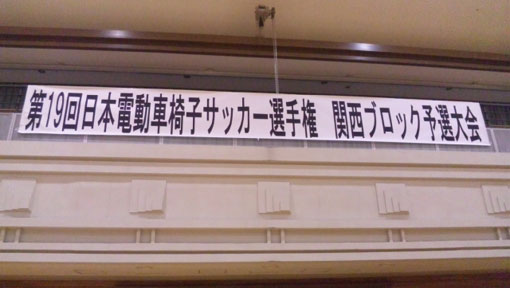 第19回日本電動車椅子サッカー選手権　関西ブロック予選大会